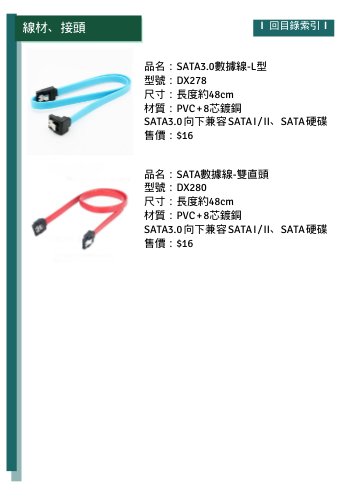 線材、接頭
I 回目錄索引 I
品名：SATA3.0數據線-L型
型號：DX278
尺寸：長度約48cm
材質：PVC+8芯鍍銅
SATA3.0向下兼容SATA I / II、SATA硬碟
售價：$16
品名：SATA數據線-雙直頭
型號：DX280
尺寸：長度約48cm
材質：PVC+8芯鍍銅
SATA3.0向下兼容SATA I / II、SATA硬碟
售價：$16